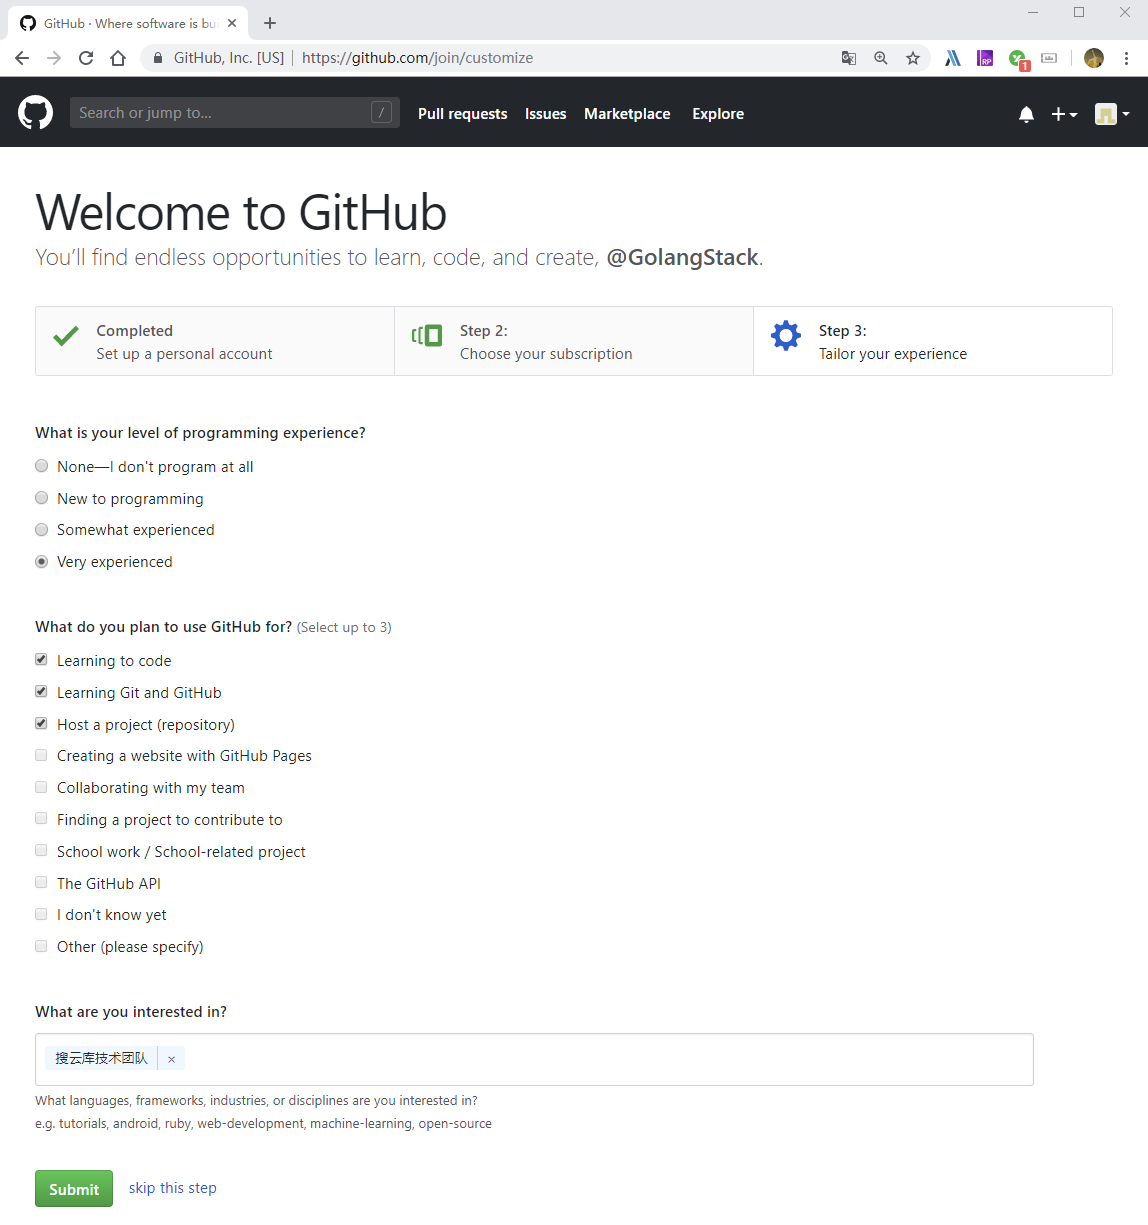 GitHub · Where software is bu
GitHub, Inc. [US] | https://github.com/join/customize
RP
1
Search or jump to... /
Pull requests Issues Marketplace Explore
Welcome to GitHub
You’ll find endless opportunities to learn, code, and create, @GolangStack.
Completed
Set up a personal account
Step 2:
Choose your subscription
Step 3:
Tailor your experience
What is your level of programming experience?
None—I don't program at all
New to programming
Somewhat experienced
Very experienced
What do you plan to use GitHub for? (Select up to 3)
Learning to code
Learning Git and GitHub
Host a project (repository)
Creating a website with GitHub Pages
Collaborating with my team
Finding a project to contribute to
School work / School-related project
The GitHub API
I don't know yet
Other (please specify)
What are you interested in?
搜云库技术团队 ×
What languages, frameworks, industries, or disciplines are you interested in?
e.g. tutorials, android, ruby, web-development, machine-learning, open-source
Submit skip this step